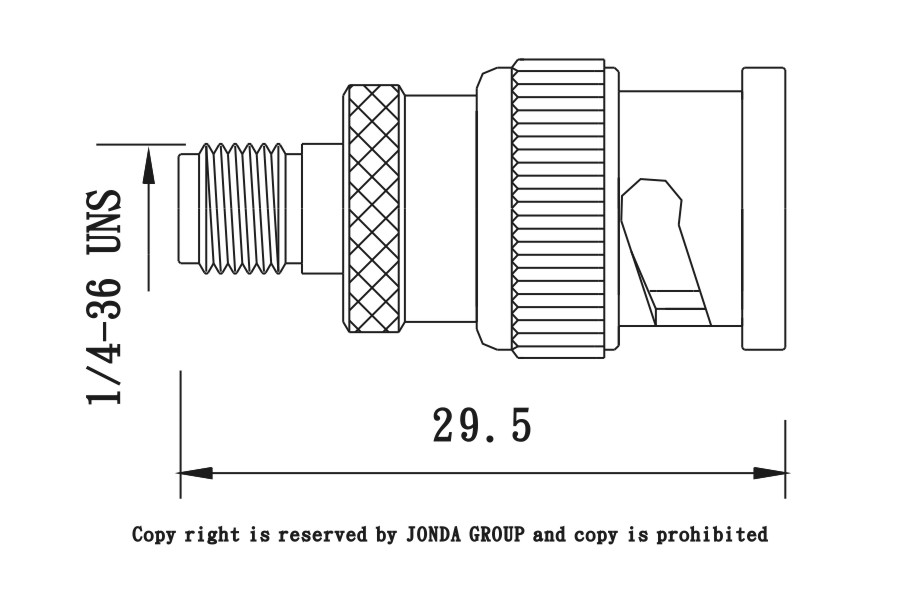 1/4-36 UNS
29.5
Copy right is reserved by JONDA GROUP and copy is prohibited